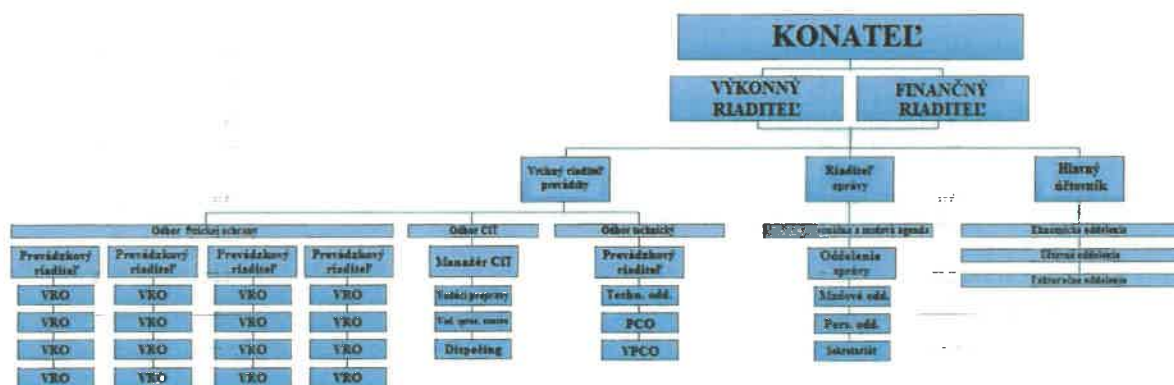 KONATEĽ
VÝKONNÝ
RIADITEĽ
FINANČNÝ
RIADITEĽ
Vrchný riaditeľ
prevádzky
Riaditeľ
správy
Hlavný
účtovník
Odbor fyzickej ochrany
Odbor CIT
Odbor technický
a mzdová agenda
Ekonomické oddelenie
Prevádzkový
riaditeľ
Prevádzkový
riaditeľ
Prevádzkový
riaditeľ
Prevádzkový
riaditeľ
Manažér CIT
Prevádzkový
riaditeľ
Oddelenia
správy
oddelenie
Fakturačné oddelenie
VRO
VRO
VRO
VRO
Vodiči prepravy
Techn. odd.
Mzdové odd.
VRO
VRO
VRO
VRO
PCO
Pers. odd.
VRO
VRO
VRO
VRO
Dispečing
VPCO
Sekretariát
VRO
VRO
VRO
VRO